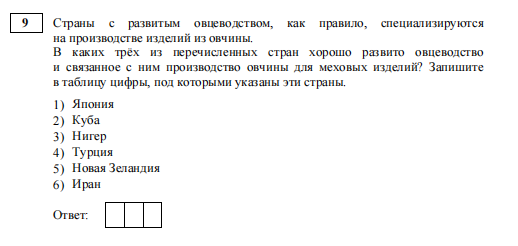 9
Страны с развитым овцеводством, как правило, специализируются
на производстве изделий из овчины.
В каких трёх из перечисленных стран хорошо развито овцеводство
и связанное с ним производство овчины для меховых изделий? Запишите
в таблицу цифры, под которыми указаны эти страны.
1) Япония
2) Куба
3) Нигер
4) Турция
5) Новая Зеландия
6) Иран
Ответ: